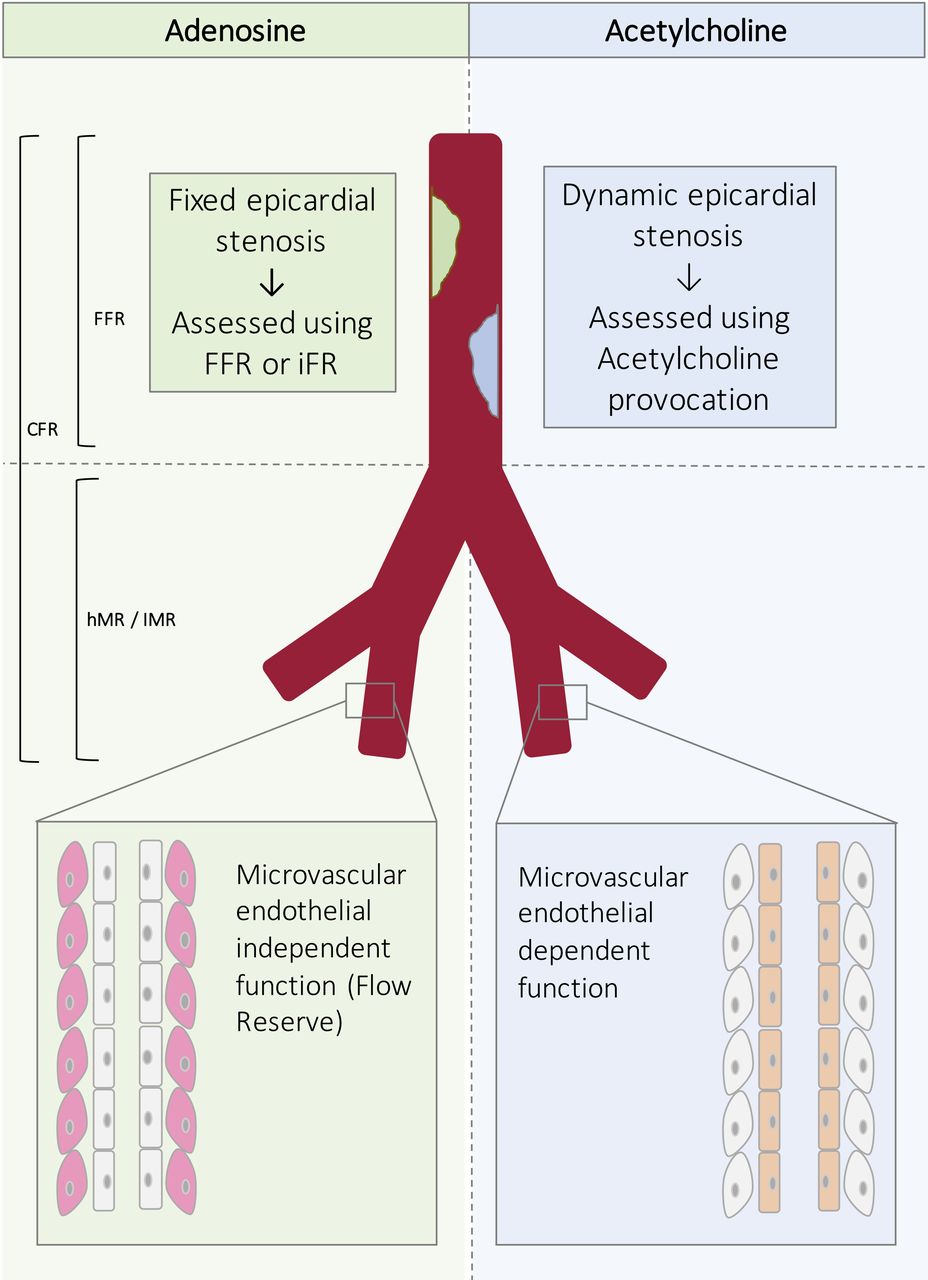 Adenosine
Acetylcholine
Fixed epicardial
stenosis
↓
Assessed using
FFR or iFR
Dynamic epicardial
stenosis
↓
Assessed using
Acetylcholine
provocation
FFR
CFR
hMR / IMR
Microvascular
endothelial
independent
function (Flow
Reserve)
Microvascular
endothelial
dependent
function